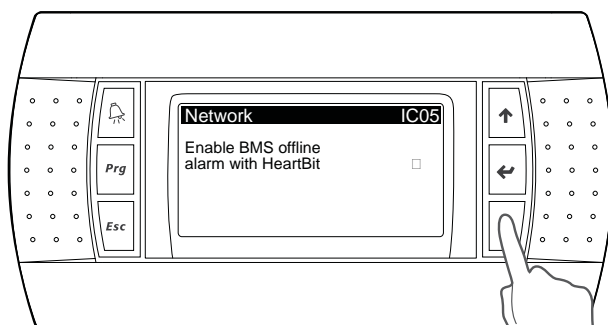 Network IC05
Enable BMS offline
alarm with HeartBit
Prg
Esc